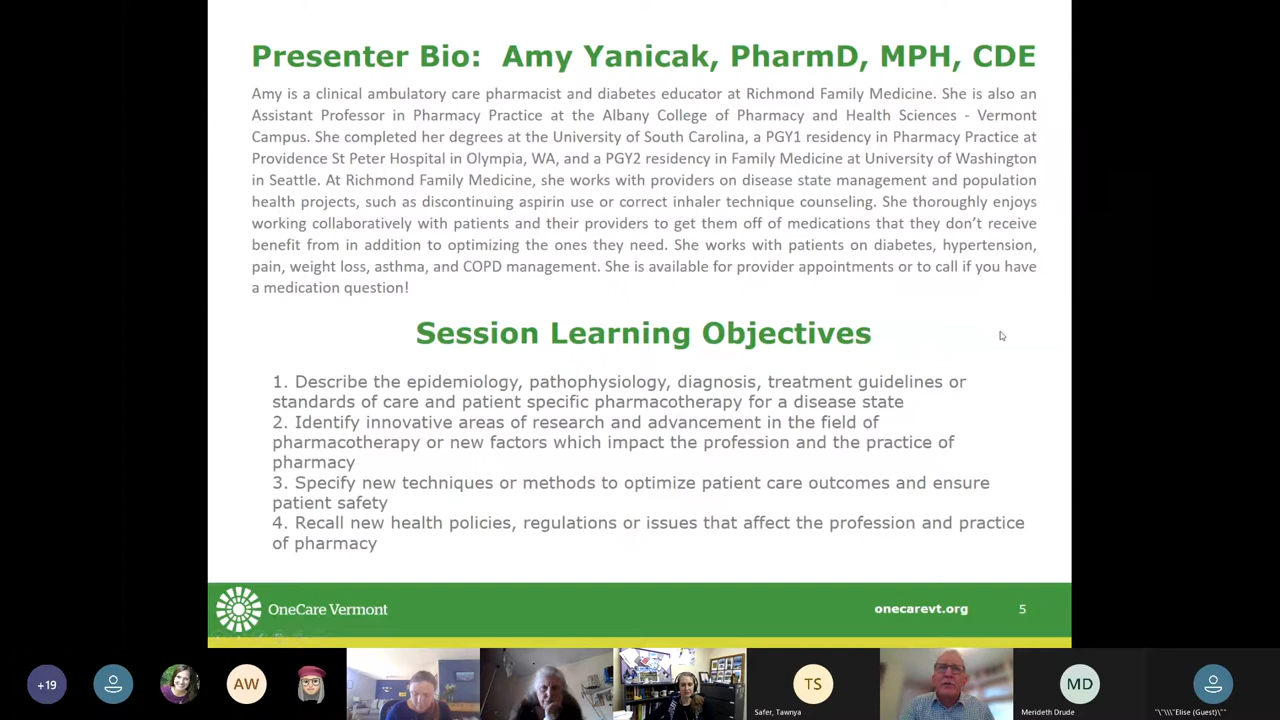 Presenter Bio: Amy Yanicak, PharmD, MPH, CDE
Amy is a clinical ambulatory care pharmacist and diabetes educator at Richmond Family Medicine. She is also an
Assistant Professor in Pharmacy Practice at the Albany College of Pharmacy and Health Sciences - Vermont
Campus. She completed her degrees at the University of South Carolina, a PGY1 residency in Pharmacy Practice at
Providence St Peter Hospital in Olympia, WA, and a PGY2 residency in Family Medicine at University of Washington
in Seattle. At Richmond Family Medicine, she works with providers on disease state management and population
health projects, such as discontinuing aspirin use or correct inhaler technique counseling. She thoroughly enjoys
working collaboratively with patients and their providers to get them off of medications that they don’t receive
benefit from in addition to optimizing the ones they need. She works with patients on diabetes, hypertension,
pain, weight loss, asthma, and COPD management. She is available for provider appointments or to call if you have
a medication question!
Session Learning Objectives
1. Describe the epidemiology, pathophysiology, diagnosis, treatment guidelines or
standards of care and patient specific pharmacotherapy for a disease state
2. Identify innovative areas of research and advancement in the field of
pharmacotherapy or new factors which impact the profession and the practice of
pharmacy
3. Specify new techniques or methods to optimize patient care outcomes and ensure
patient safety
4. Recall new health policies, regulations or issues that affect the profession and practice
of pharmacy
OneCare Vermont
onecarevt.org 5
+19
AW
TS
MD
Safer, Tawnya
Merideth Drude
"\"\\\"Elise (Guest)\"\"